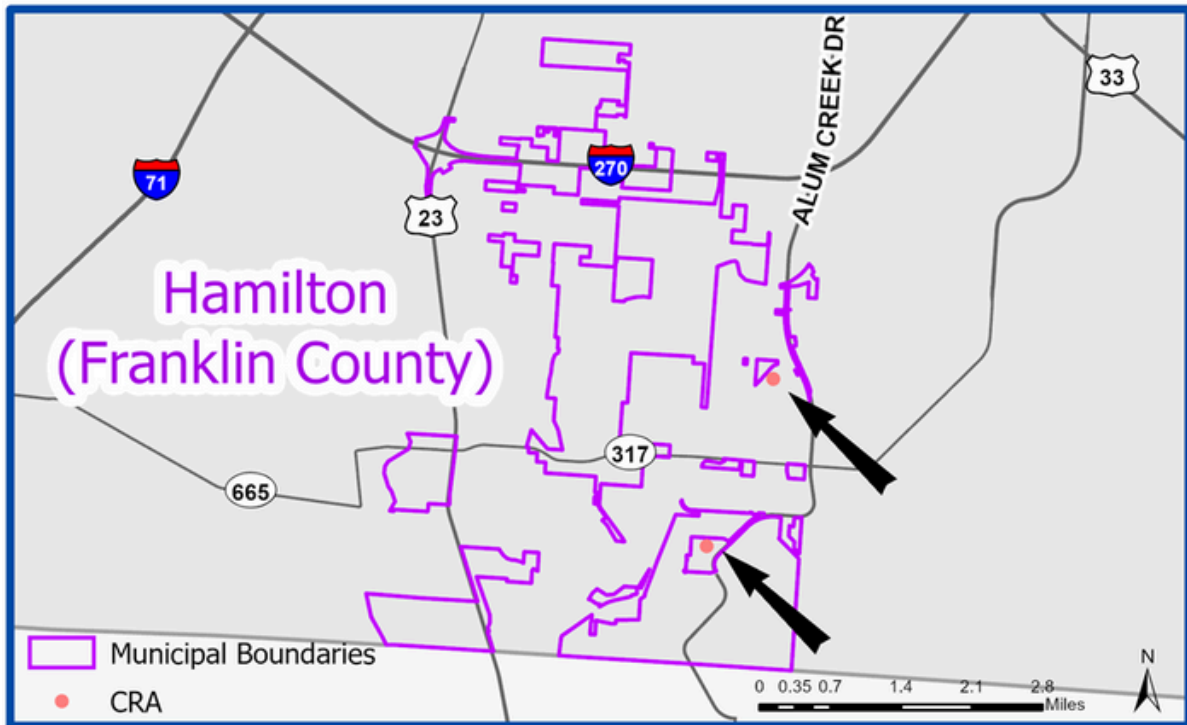 ALUM CREEK DR
33
71
270
23
Hamilton
(Franklin County)
317
665
Municipal Boundaries
CRA
0 0.35 0.7 1.4 2.1 2.8
Miles
N